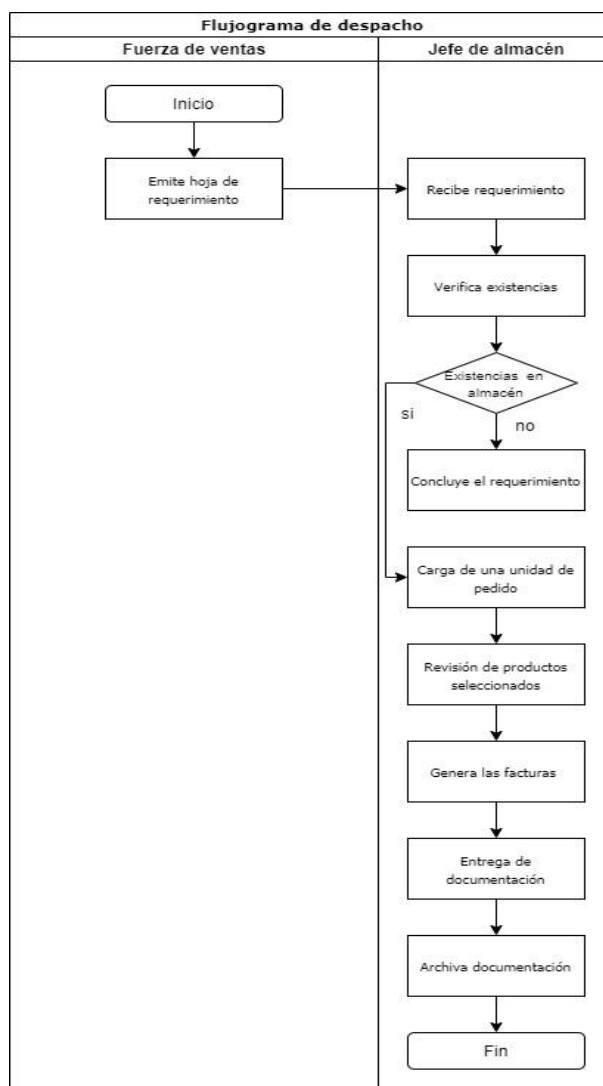 Flujograma de despacho
Fuerza de ventas
Jefe de almacén
Inicio
Emite hoja de
requerimiento
Recibe requerimiento
Verifica existencias
Existencias en
almacén
si
no
Concluye el requerimiento
Carga de una unidad de
pedido
Revisión de productos
seleccionados
Genera las facturas
Entrega de
documentación
Archiva documentación
Fin